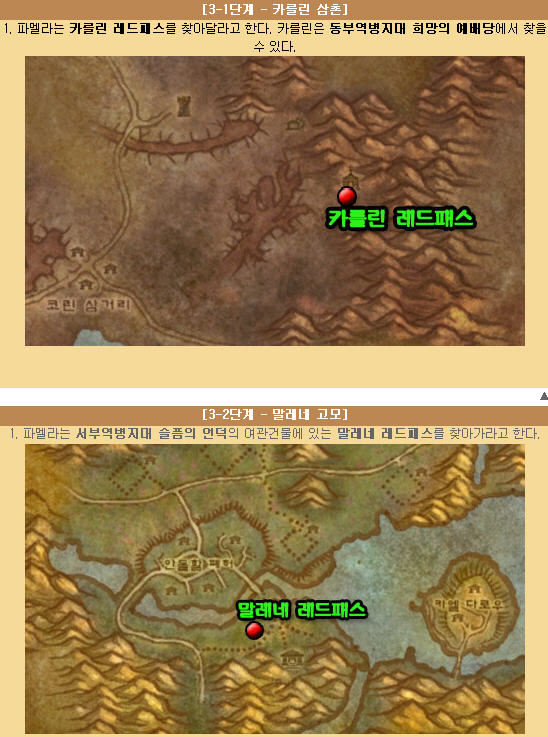 [3-1단계 - 카를린 삼촌]
1. 파멜라는 카를린 레드패스를 찾아달라고 한다. 카를린은 동부역병지대 희망의 예배당에서 찾을
수 있다.
카를린 레드패스
코린 삼거리
▲
[3-2단계 - 말레네 고모]
1. 파멜라는 서부역병지대 슬픔의 언덕의 여관건물에 있는 말레네 레드패스를 찾아가라고 한다.
안돌할 폐허
말레네 레드패스
카엘 다로우